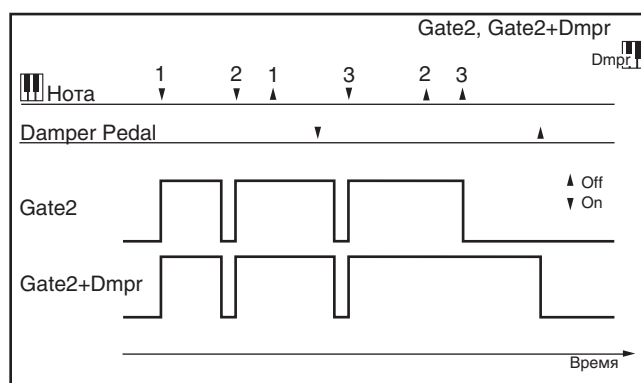 Gate2, Gate2+Dmpr
Dmpr
1 2 1 3 2 3
Нота
Damper Pedal
Off
On
Gate2
Gate2+Dmpr
Время